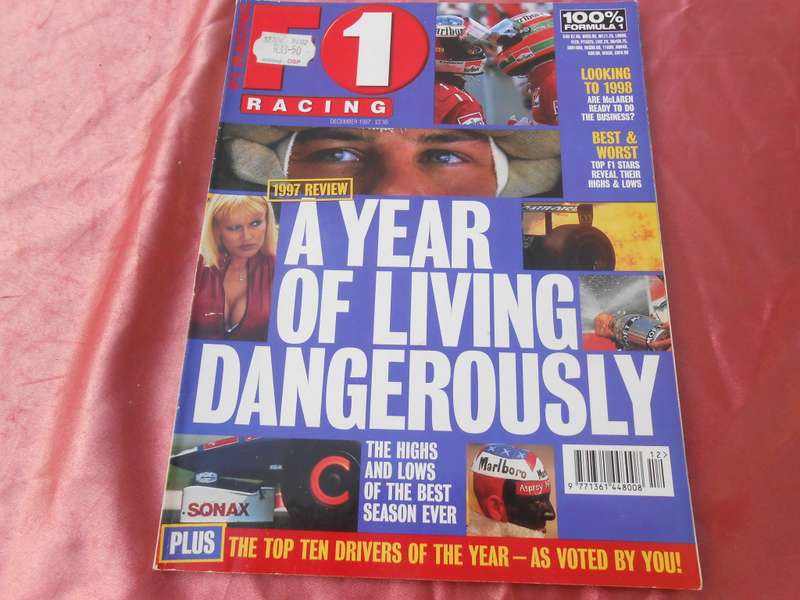 F1
RACING
DECEMBER 1997
100%
FORMULA 1
LOOKING
TO 1998
ARE McLAREN
READY TO DO
THE BUSINESS?
BEST &
WORST
TOP F1 STARS
REVEAL THEIR
HIGHS & LOWS
1997 REVIEW
A YEAR
OF LIVING
DANGEROUSLY
THE HIGHS
AND LOWS
OF THE BEST
SEASON EVER
SONAX
Marlboro
Asprey
12>
9 771361 448008
PLUS
THE TOP TEN DRIVERS OF THE YEAR – AS VOTED BY YOU!